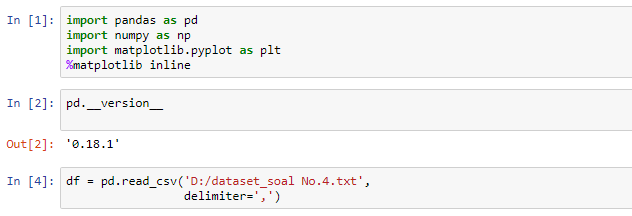 In [1]: import pandas as pd
import numpy as np
import matplotlib.pyplot as plt
%matplotlib inline
In [2]: pd.__version__
Out[2]: '0.18.1'
In [4]: df = pd.read_csv('D:/dataset_soal No.4.txt',
delimiter=',')